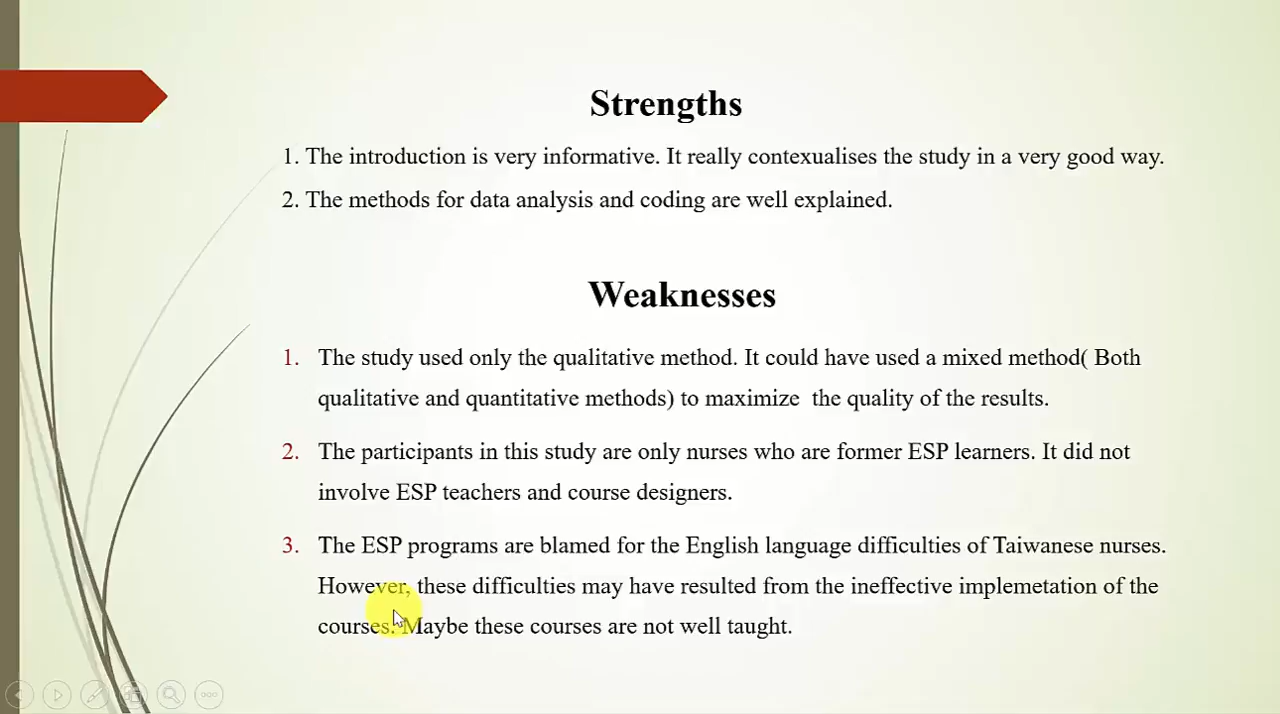 Strengths
1. The introduction is very informative. It really contexualises the study in a very good way.
2. The methods for data analysis and coding are well explained.
Weaknesses
1. The study used only the qualitative method. It could have used a mixed method( Both
qualitative and quantitative methods) to maximize the quality of the results.
2. The participants in this study are only nurses who are former ESP learners. It did not
involve ESP teachers and course designers.
3. The ESP programs are blamed for the English language difficulties of Taiwanese nurses.
However, these difficulties may have resulted from the ineffective implemetation of the
courses. Maybe these courses are not well taught.